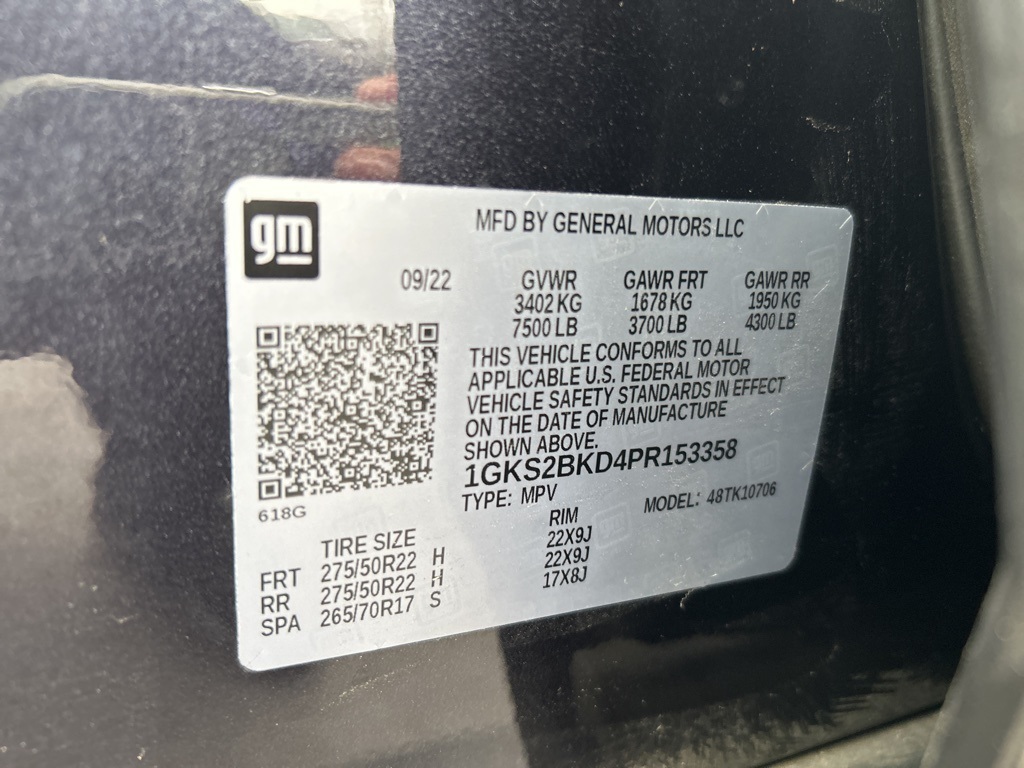 gm
MFD BY GENERAL MOTORS LLC
09/22 GVWR GAWR FRT GAWR RR
3402 KG 1678 KG 1950 KG
7500 LB 3700 LB 4300 LB
THIS VEHICLE CONFORMS TO ALL
APPLICABLE U.S. FEDERAL MOTOR
VEHICLE SAFETY STANDARDS IN EFFECT
ON THE DATE OF MANUFACTURE
SHOWN ABOVE.
1GKS2BKD4PR153358
TYPE: MPV MODEL: 48TK10706
618G
TIRE SIZE RIM
FRT 275/50R22 H 22X9J
RR 275/50R22 H 22X9J
SPA 265/70R17 S 17X8J